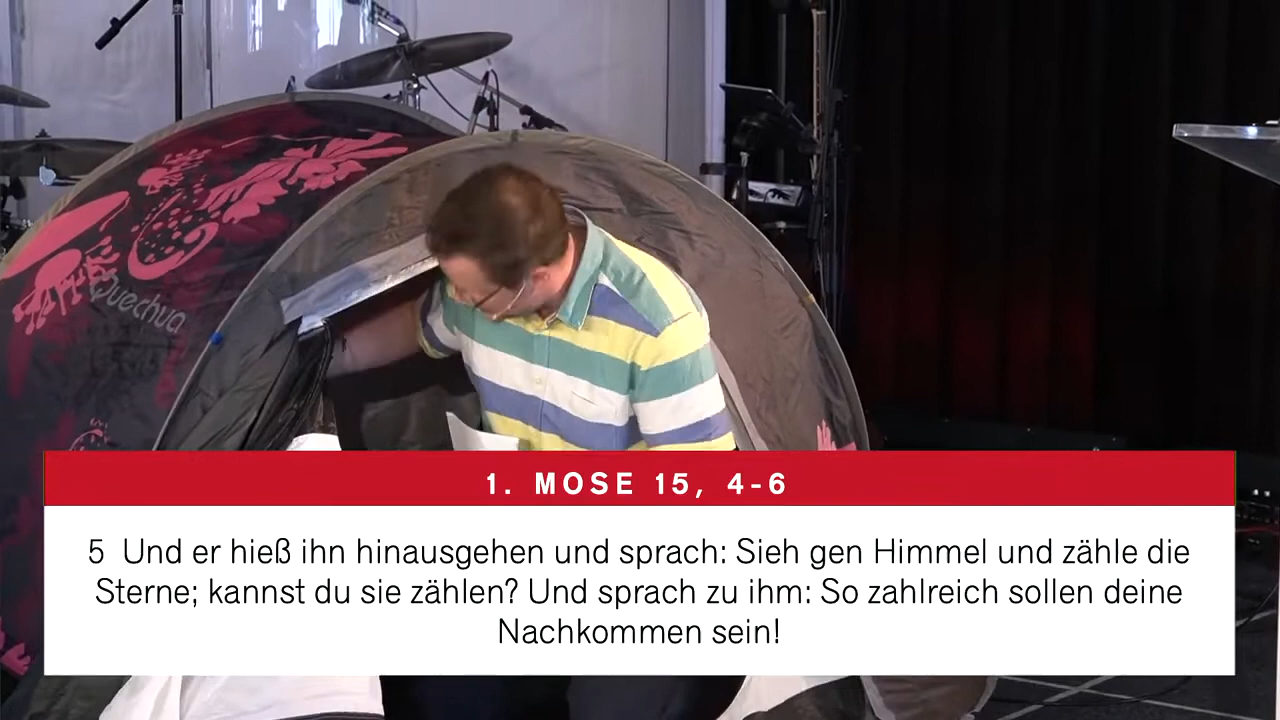 Quechua
1. MOSE 15, 4-6
5 Und er hieß ihn hinausgehen und sprach: Sieh gen Himmel und zähle die
Sterne; kannst du sie zählen? Und sprach zu ihm: So zahlreich sollen deine
Nachkommen sein!